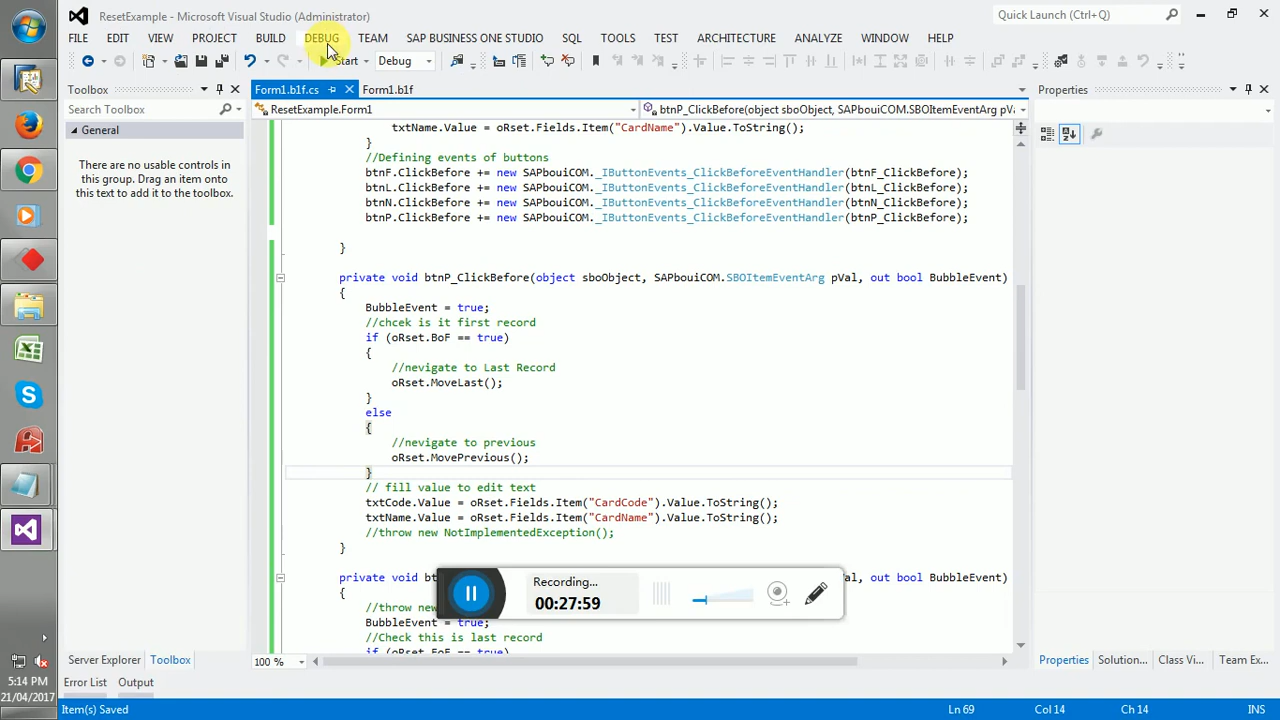 ResetExample - Microsoft Visual Studio (Administrator)
Quick Launch (Ctrl+Q)
FILE EDIT VIEW PROJECT BUILD DEBUG TEAM SAP BUSINESS ONE STUDIO SQL TOOLS TEST ARCHITECTURE ANALYZE WINDOW HELP
Start Debug
Toolbox
Form1.b1f.cs
Form1.b1f
Properties
Search Toolbox
ResetExample.Form1
btnP_ClickBefore(object sboObject, SAPbouiCOM.SBOItemEventArg pVa
General
There are no usable controls in
this group. Drag an item onto
this text to add it to the toolbox.
txtName.Value = oRset.Fields.Item("CardName").Value.ToString();
}
//Defining events of buttons
btnF.ClickBefore += new SAPbouiCOM._IButtonEvents_ClickBeforeEventHandler(btnF_ClickBefore);
btnL.ClickBefore += new SAPbouiCOM._IButtonEvents_ClickBeforeEventHandler(btnL_ClickBefore);
btnN.ClickBefore += new SAPbouiCOM._IButtonEvents_ClickBeforeEventHandler(btnN_ClickBefore);
btnP.ClickBefore += new SAPbouiCOM._IButtonEvents_ClickBeforeEventHandler(btnP_ClickBefore);
}
private void btnP_ClickBefore(object sboObject, SAPbouiCOM.SBOItemEventArg pVal, out bool BubbleEvent)
{
BubbleEvent = true;
//chcek is it first record
if (oRset.BoF == true)
{
//nevigate to Last Record
oRset.MoveLast();
}
else
{
//nevigate to previous
oRset.MovePrevious();
}
// fill value to edit text
txtCode.Value = oRset.Fields.Item("CardCode").Value.ToString();
txtName.Value = oRset.Fields.Item("CardName").Value.ToString();
//throw new NotImplementedException();
}
private void bt
al, out bool BubbleEvent)
{
//throw new
BubbleEvent = true;
//Check this is last record
if (oRset.EoF == true)
Recording...
00:27:59
100 %
Server Explorer Toolbox
Properties Solution... Class Vi... Team Ex...
Error List Output
5:14 PM
21/04/2017
Item(s) Saved
Ln 69 Col 14 Ch 14 INS